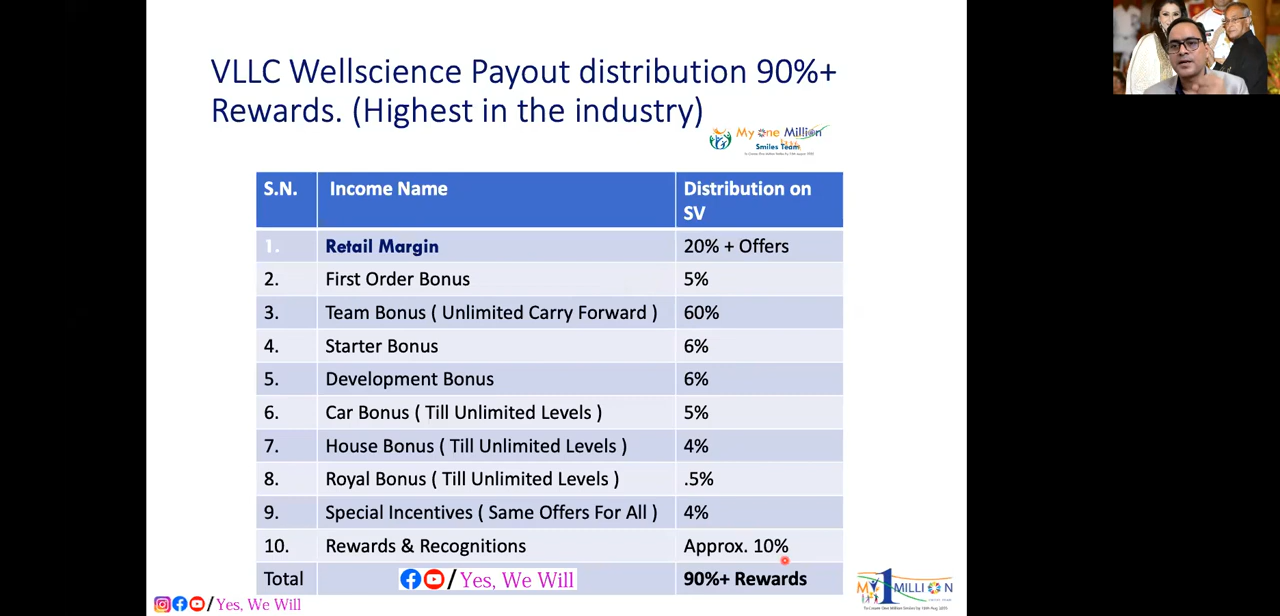 VLLC Wellscience Payout distribution 90%+
Rewards. (Highest in the industry)
My One Million
Smiles Team
S.N. Income Name Distribution on
SV
1. Retail Margin 20% + Offers
2. First Order Bonus 5%
3. Team Bonus ( Unlimited Carry Forward ) 60%
4. Starter Bonus 6%
5. Development Bonus 6%
6. Car Bonus ( Till Unlimited Levels ) 5%
7. House Bonus ( Till Unlimited Levels ) 4%
8. Royal Bonus ( Till Unlimited Levels ) .5%
9. Special Incentives ( Same Offers For All ) 4%
10. Rewards & Recognitions Approx. 10%
Total / Yes, We Will 90%+ Rewards
MY 1 MILLION
/ Yes, We Will